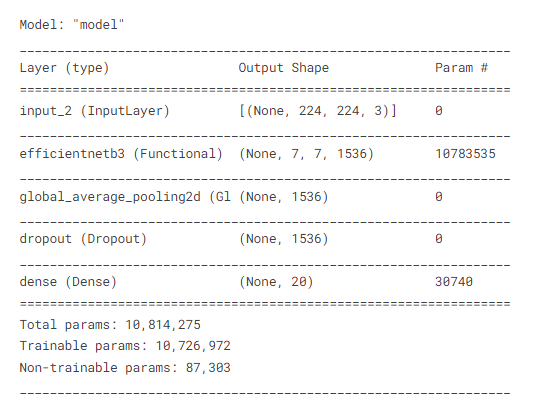 Model: "model"
_________________________________________________________________
Layer (type)                 Output Shape              Param #
=================================================================
input_2 (InputLayer)         [(None, 224, 224, 3)]     0
_________________________________________________________________
efficientnetb3 (Functional)  (None, 7, 7, 1536)        10783535
_________________________________________________________________
global_average_pooling2d (Gl (None, 1536)              0
_________________________________________________________________
dropout (Dropout)            (None, 1536)              0
_________________________________________________________________
dense (Dense)                (None, 20)                30740
=================================================================
Total params: 10,814,275
Trainable params: 10,726,972
Non-trainable params: 87,303
_________________________________________________________________